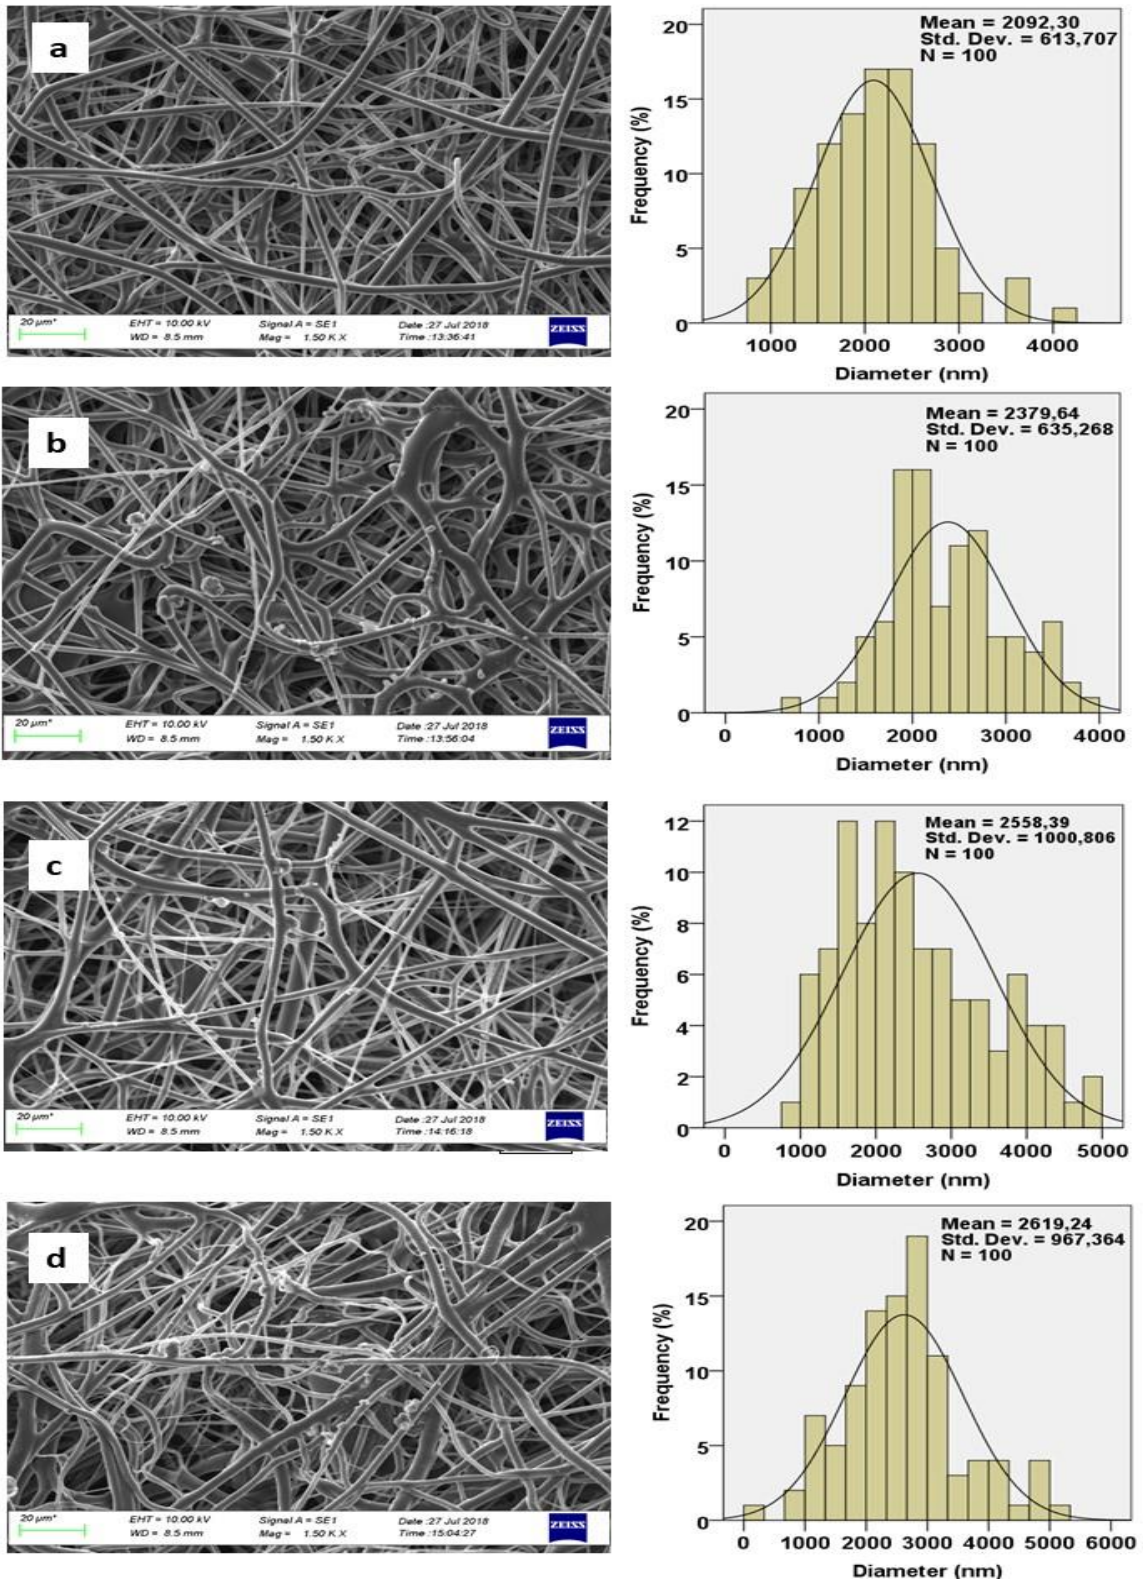 a
20 µm*
EHT = 10.00 kV
WD = 8.5 mm
Signal A = SE1
Mag = 1.50 K X
Date :27 Jul 2018
Time :13:36:41
ZEISS
Mean = 2092,30
Std. Dev. = 613,707
N = 100
Frequency (%)
20
15
10
5
0
1000 2000 3000 4000
Diameter (nm)
b
20 µm*
EHT = 10.00 kV
WD = 8.5 mm
Signal A = SE1
Mag = 1.50 K X
Date :27 Jul 2018
Time :13:56:04
ZEISS
Mean = 2379,64
Std. Dev. = 635,268
N = 100
Frequency (%)
20
15
10
5
0
0 1000 2000 3000 4000
Diameter (nm)
c
20 µm*
EHT = 10.00 kV
WD = 8.5 mm
Signal A = SE1
Mag = 1.50 K X
Date :27 Jul 2018
Time :14:16:18
ZEISS
Mean = 2558,39
Std. Dev. = 1000,806
N = 100
Frequency (%)
12
10
8
6
4
2
0
0 1000 2000 3000 4000 5000
Diameter (nm)
d
20 µm*
EHT = 10.00 kV
WD = 8.5 mm
Signal A = SE1
Mag = 1.50 K X
Date :27 Jul 2018
Time :15:04:27
ZEISS
Mean = 2619,24
Std. Dev. = 967,364
N = 100
Frequency (%)
20
15
10
5
0
0 1000 2000 3000 4000 5000 6000
Diameter (nm)